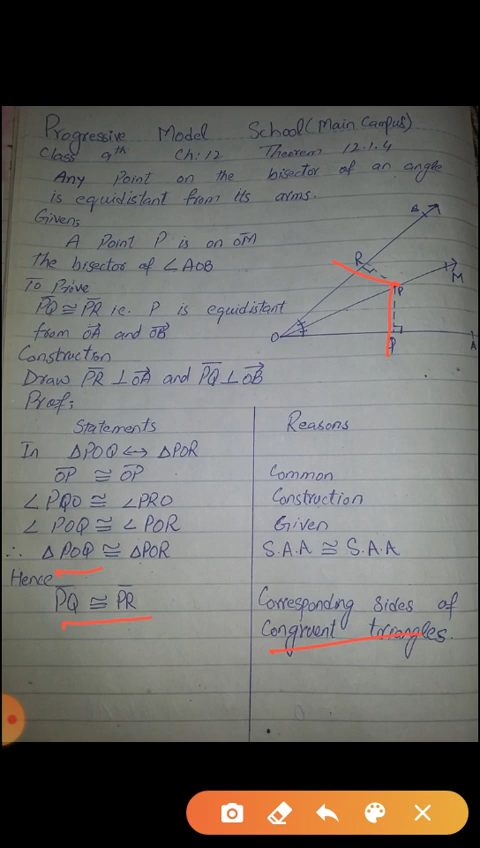 Progressive Model School (Main Campus)
Class 9th Ch: 12 Theorem 12.1.4
Any Point on the bisector of an angle
is equidistant from its arms.
Given;
A Point P is on OM
the bisector of ∠AOB
To Prove
PQ ≅ PR i.e. P is equidistant
from OA and OB
Construction
Draw PR ⊥ OA and PQ ⊥ OB
Proof;
Statements Reasons
In ΔPOQ ↔ ΔPOR
OP ≅ OP Common
∠PQO ≅ ∠PRO Construction
∠POQ ≅ ∠POR Given
∴ ΔPOQ ≅ ΔPOR S.A.A ≅ S.A.A
Hence
PQ ≅ PR Corresponding sides of
Congruent triangles.
B
R
P
M
O
A